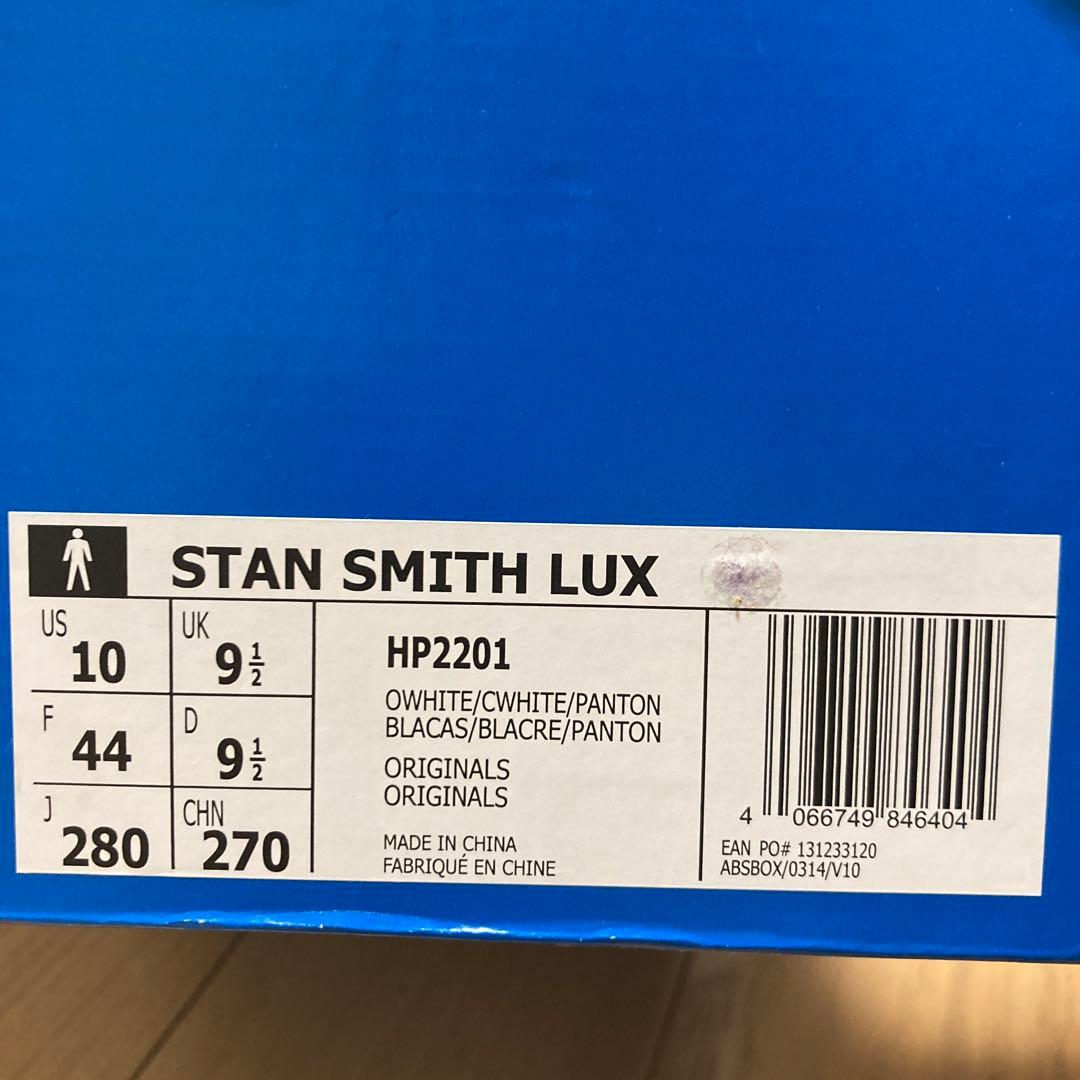 STAN SMITH LUX
US 10
UK 9 1/2
F 44
D 9 1/2
J 280
CHN 270
HP2201
OWHITE/CWHITE/PANTON
BLACAS/BLACRE/PANTON
ORIGINALS
ORIGINALS
MADE IN CHINA
FABRIQUÉ EN CHINE
4 066749 846404
EAN PO# 131233120
ABSBOX/0314/V10